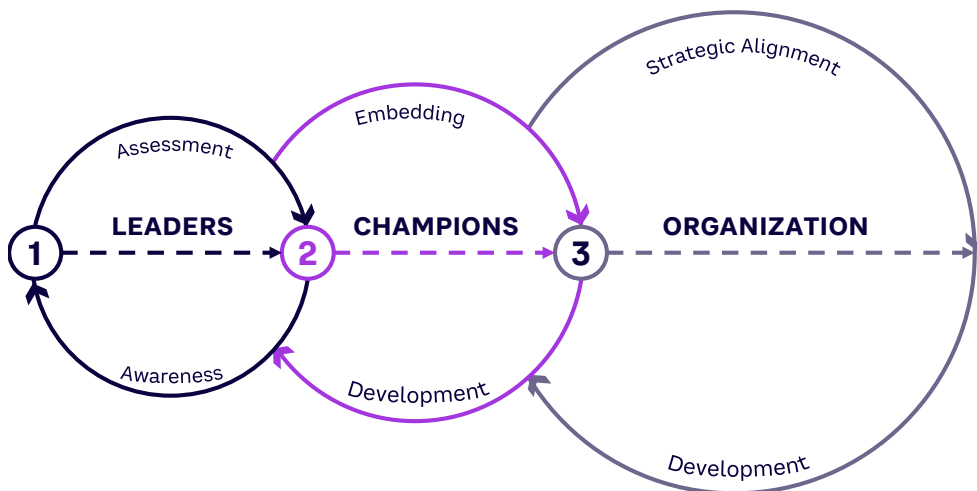 Strategic Alignment
Embedding
Assessment
LEADERS
CHAMPIONS
ORGANIZATION
1
2
3
Awareness
Development
Development